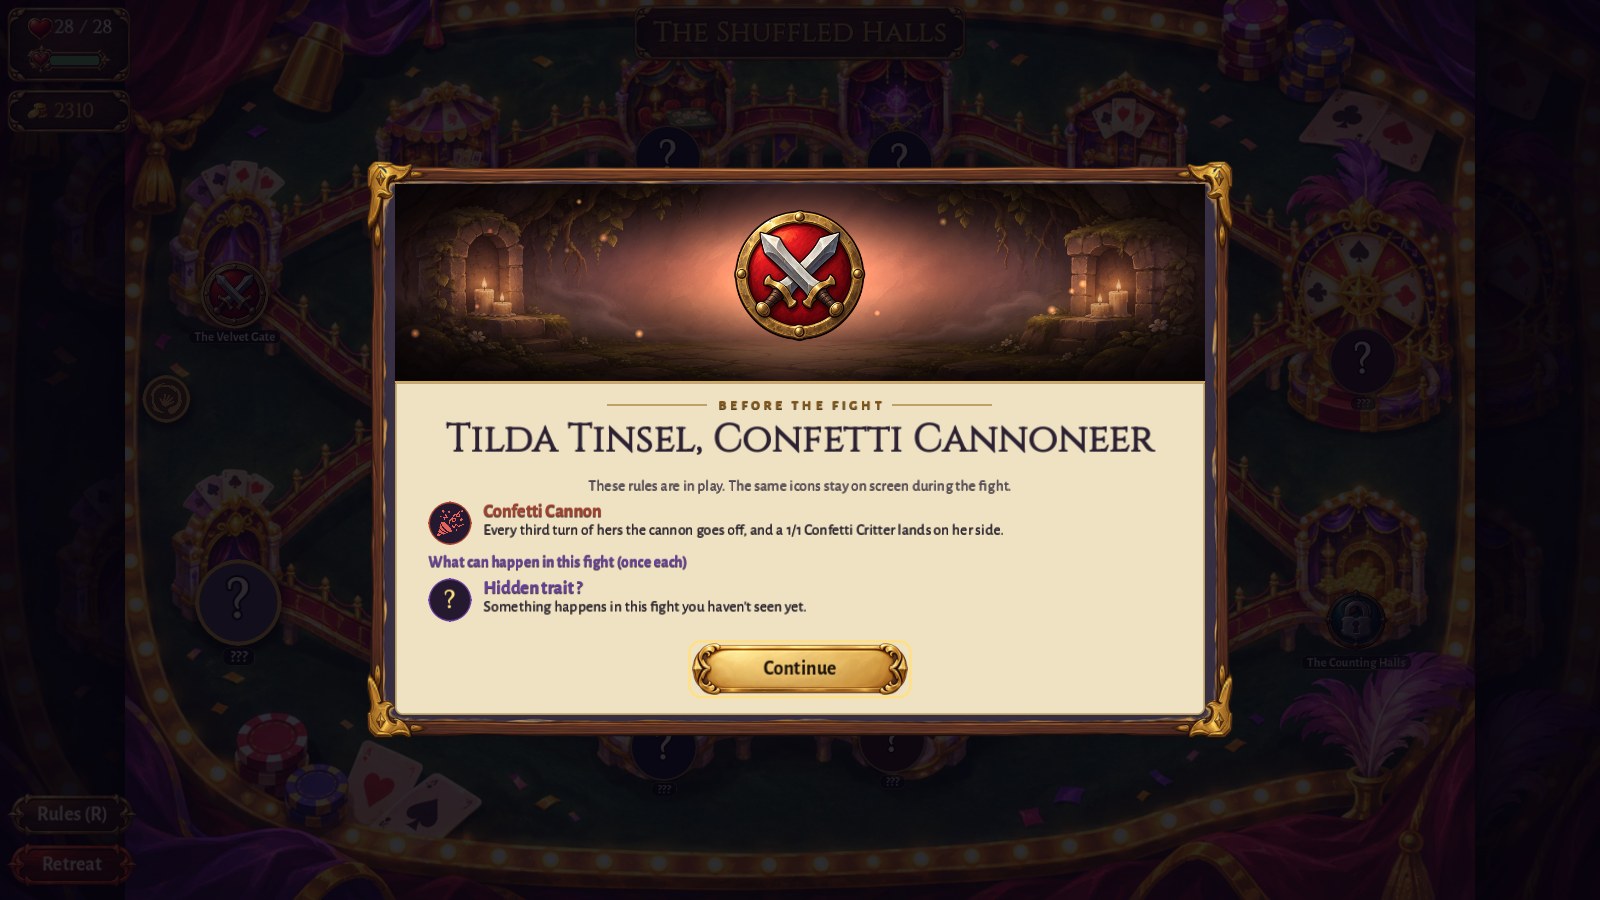 28 / 28
THE SHUFFLED HALLS
2310
?
?
The Velvet Gate
?
???
BEFORE THE FIGHT
TILDA TINSEL, CONFETTI CANNONEER
These rules are in play. The same icons stay on screen during the fight.
Confetti Cannon
Every third turn of hers the cannon goes off, and a 1/1 Confetti Critter lands on her side.
What can happen in this fight (once each)
?
Hidden trait?
Something happens in this fight you haven't seen yet.
Continue
?
???
The Counting Halls
?
???
?
???
Rules (R)
Retreat